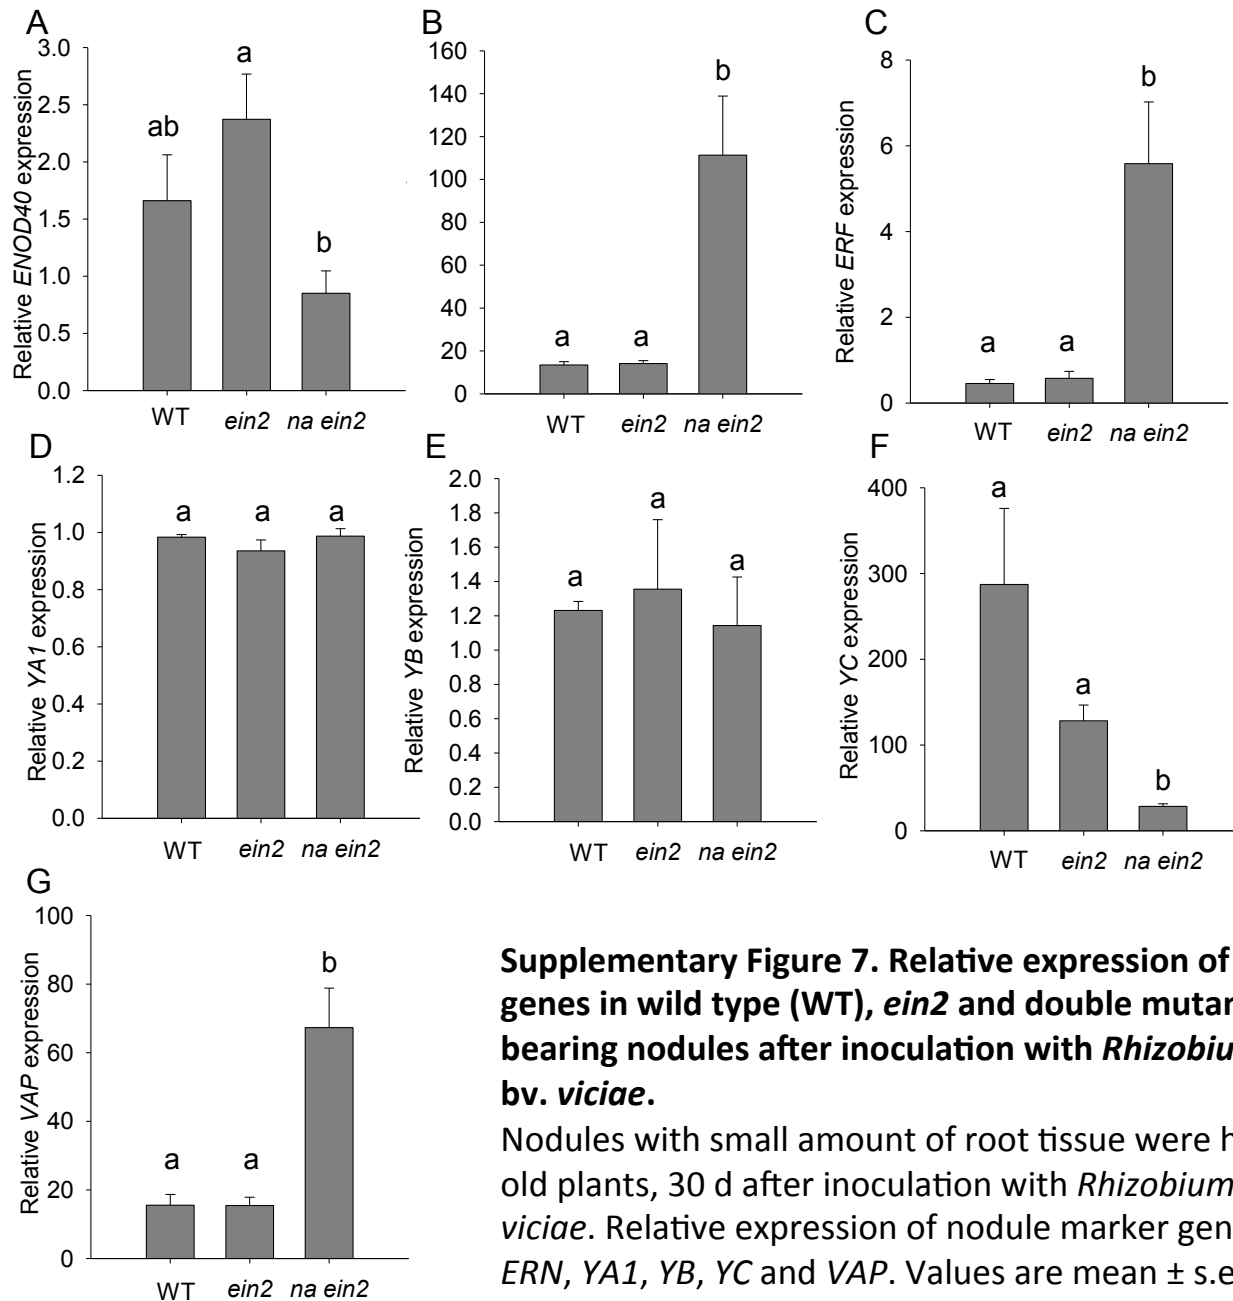 A
Relative ENOD40 expression
3.0
2.5
2.0
1.5
1.0
0.5
0.0
ab
a
b
WT ein2 na ein2
B
160
140
120
100
80
60
40
20
0
a
a
b
WT ein2 na ein2
C
Relative ERF expression
8
6
4
2
0
a
a
b
WT ein2 na ein2
D
Relative YA1 expression
1.2
1.0
0.8
0.6
0.4
0.2
0.0
a
a
a
WT ein2 na ein2
E
Relative YB expression
2.0
1.8
1.6
1.4
1.2
1.0
0.8
0.6
0.4
0.2
0.0
a
a
a
WT ein2 na ein2
F
Relative YC expression
400
300
200
100
0
a
a
b
WT ein2 na ein2
G
Relative VAP expression
100
80
60
40
20
0
a
a
b
WT ein2 na ein2
Supplementary Figure 7. Relative expression of
genes in wild type (WT), ein2 and double mutan
bearing nodules after inoculation with Rhizobiu
bv. viciae.
Nodules with small amount of root tissue were h
old plants, 30 d after inoculation with Rhizobium
viciae. Relative expression of nodule marker gen
ERN, YA1, YB, YC and VAP. Values are mean ± s.e